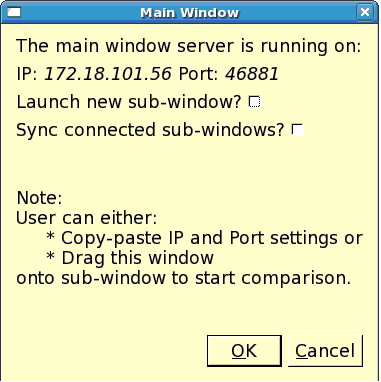 Main Window
The main window server is running on:
IP: 172.18.101.56 Port: 46881
Launch new sub-window?
Sync connected sub-windows?
Note:
User can either:
* Copy-paste IP and Port settings or
* Drag this window
onto sub-window to start comparison.
OK Cancel